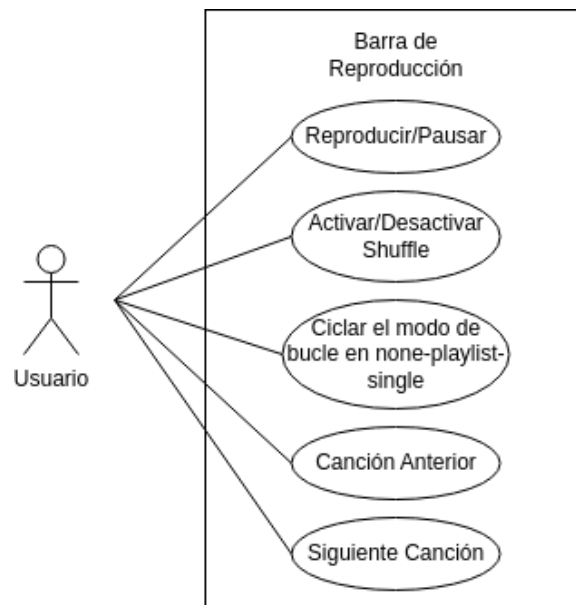 Barra de
Reproducción
Reproducir/Pausar
Activar/Desactivar
Shuffle
Ciclar el modo de
bucle en none-playlist-
single
Usuario
Canción Anterior
Siguiente Canción